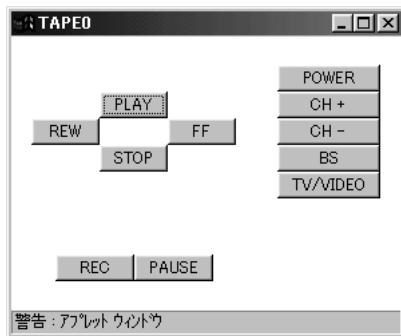 TAPE0
POWER
PLAY
CH +
REW
FF
CH -
STOP
BS
TV/VIDEO
REC
PAUSE
警告 : アプレット ウィンドウ